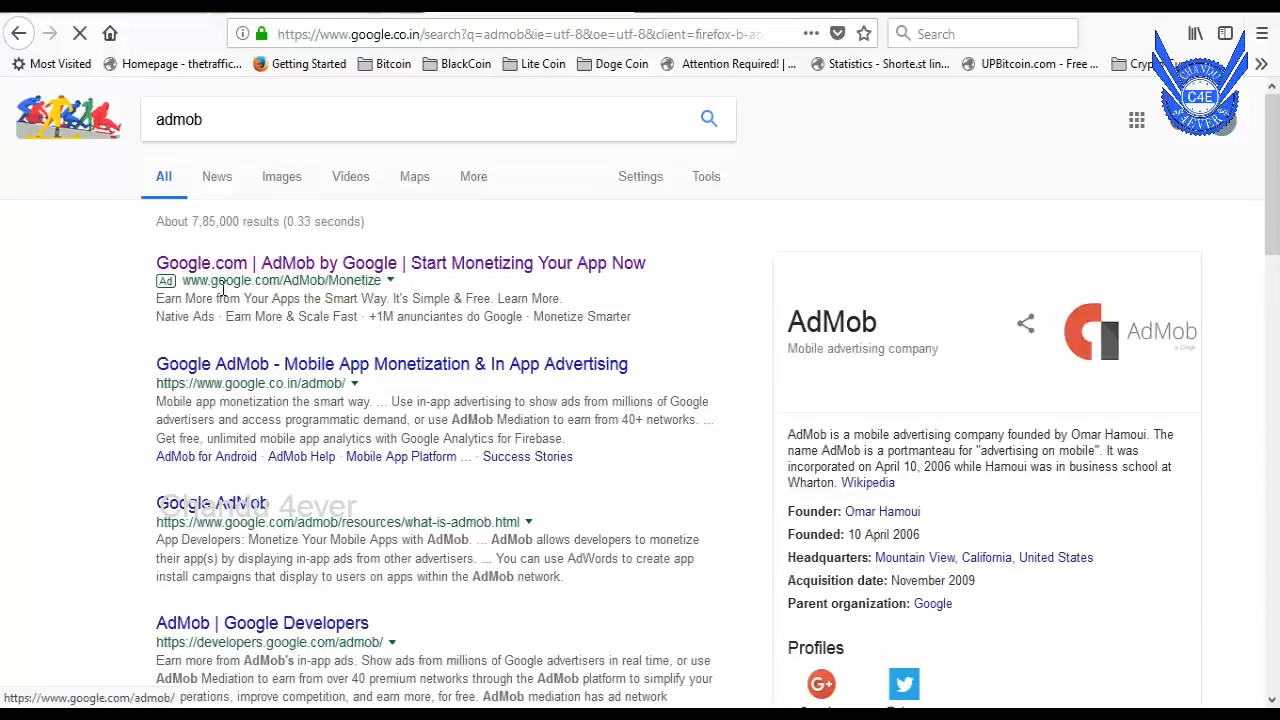 https://www.google.co.in/search?q=admob&ie=utf-8&oe=utf-8&client=firefox-b-ab
Search
Most Visited
Homepage - thetraffic...
Getting Started
Bitcoin
BlackCoin
Lite Coin
Doge Coin
Attention Required! |...
Statistics - Shorte.st lin...
UPBitcoin.com - Free ...
CHANDU
C4E
4EVER
admob
All
News
Images
Videos
Maps
More
Settings
Tools
About 7,85,000 results (0.33 seconds)
Google.com | AdMob by Google | Start Monetizing Your App Now
Ad www.google.com/AdMob/Monetize
Earn More from Your Apps the Smart Way. It's Simple & Free. Learn More.
Native Ads · Earn More & Scale Fast · +1M anunciantes do Google · Monetize Smarter
Google AdMob - Mobile App Monetization & In App Advertising
https://www.google.co.in/admob/
Mobile app monetization the smart way. ... Use in-app advertising to show ads from millions of Google
advertisers and access programmatic demand, or use AdMob Mediation to earn from 40+ networks. ...
Get free, unlimited mobile app analytics with Google Analytics for Firebase.
AdMob for Android · AdMob Help · Mobile App Platform ... · Success Stories
Google AdMob
Chandu 4ever
https://www.google.com/admob/resources/what-is-admob.html
App Developers: Monetize Your Mobile Apps with AdMob. ... AdMob allows developers to monetize
their app(s) by displaying in-app ads from other advertisers. ... You can use AdWords to create app
install campaigns that display to users on apps within the AdMob network.
AdMob | Google Developers
https://developers.google.com/admob/
Earn more from AdMob's in-app ads. Show ads from millions of Google advertisers in real time, or use
AdMob Mediation to earn from over 40 premium networks through the AdMob platform to simplify your
perations, improve competition, and earn more, for free. AdMob mediation has ad network
https://www.google.com/admob/
AdMob
Mobile advertising company
AdMob
by Google
AdMob is a mobile advertising company founded by Omar Hamoui. The
name AdMob is a portmanteau for "advertising on mobile". It was
incorporated on April 10, 2006 while Hamoui was in business school at
Wharton. Wikipedia
Founder: Omar Hamoui
Founded: 10 April 2006
Headquarters: Mountain View, California, United States
Acquisition date: November 2009
Parent organization: Google
Profiles